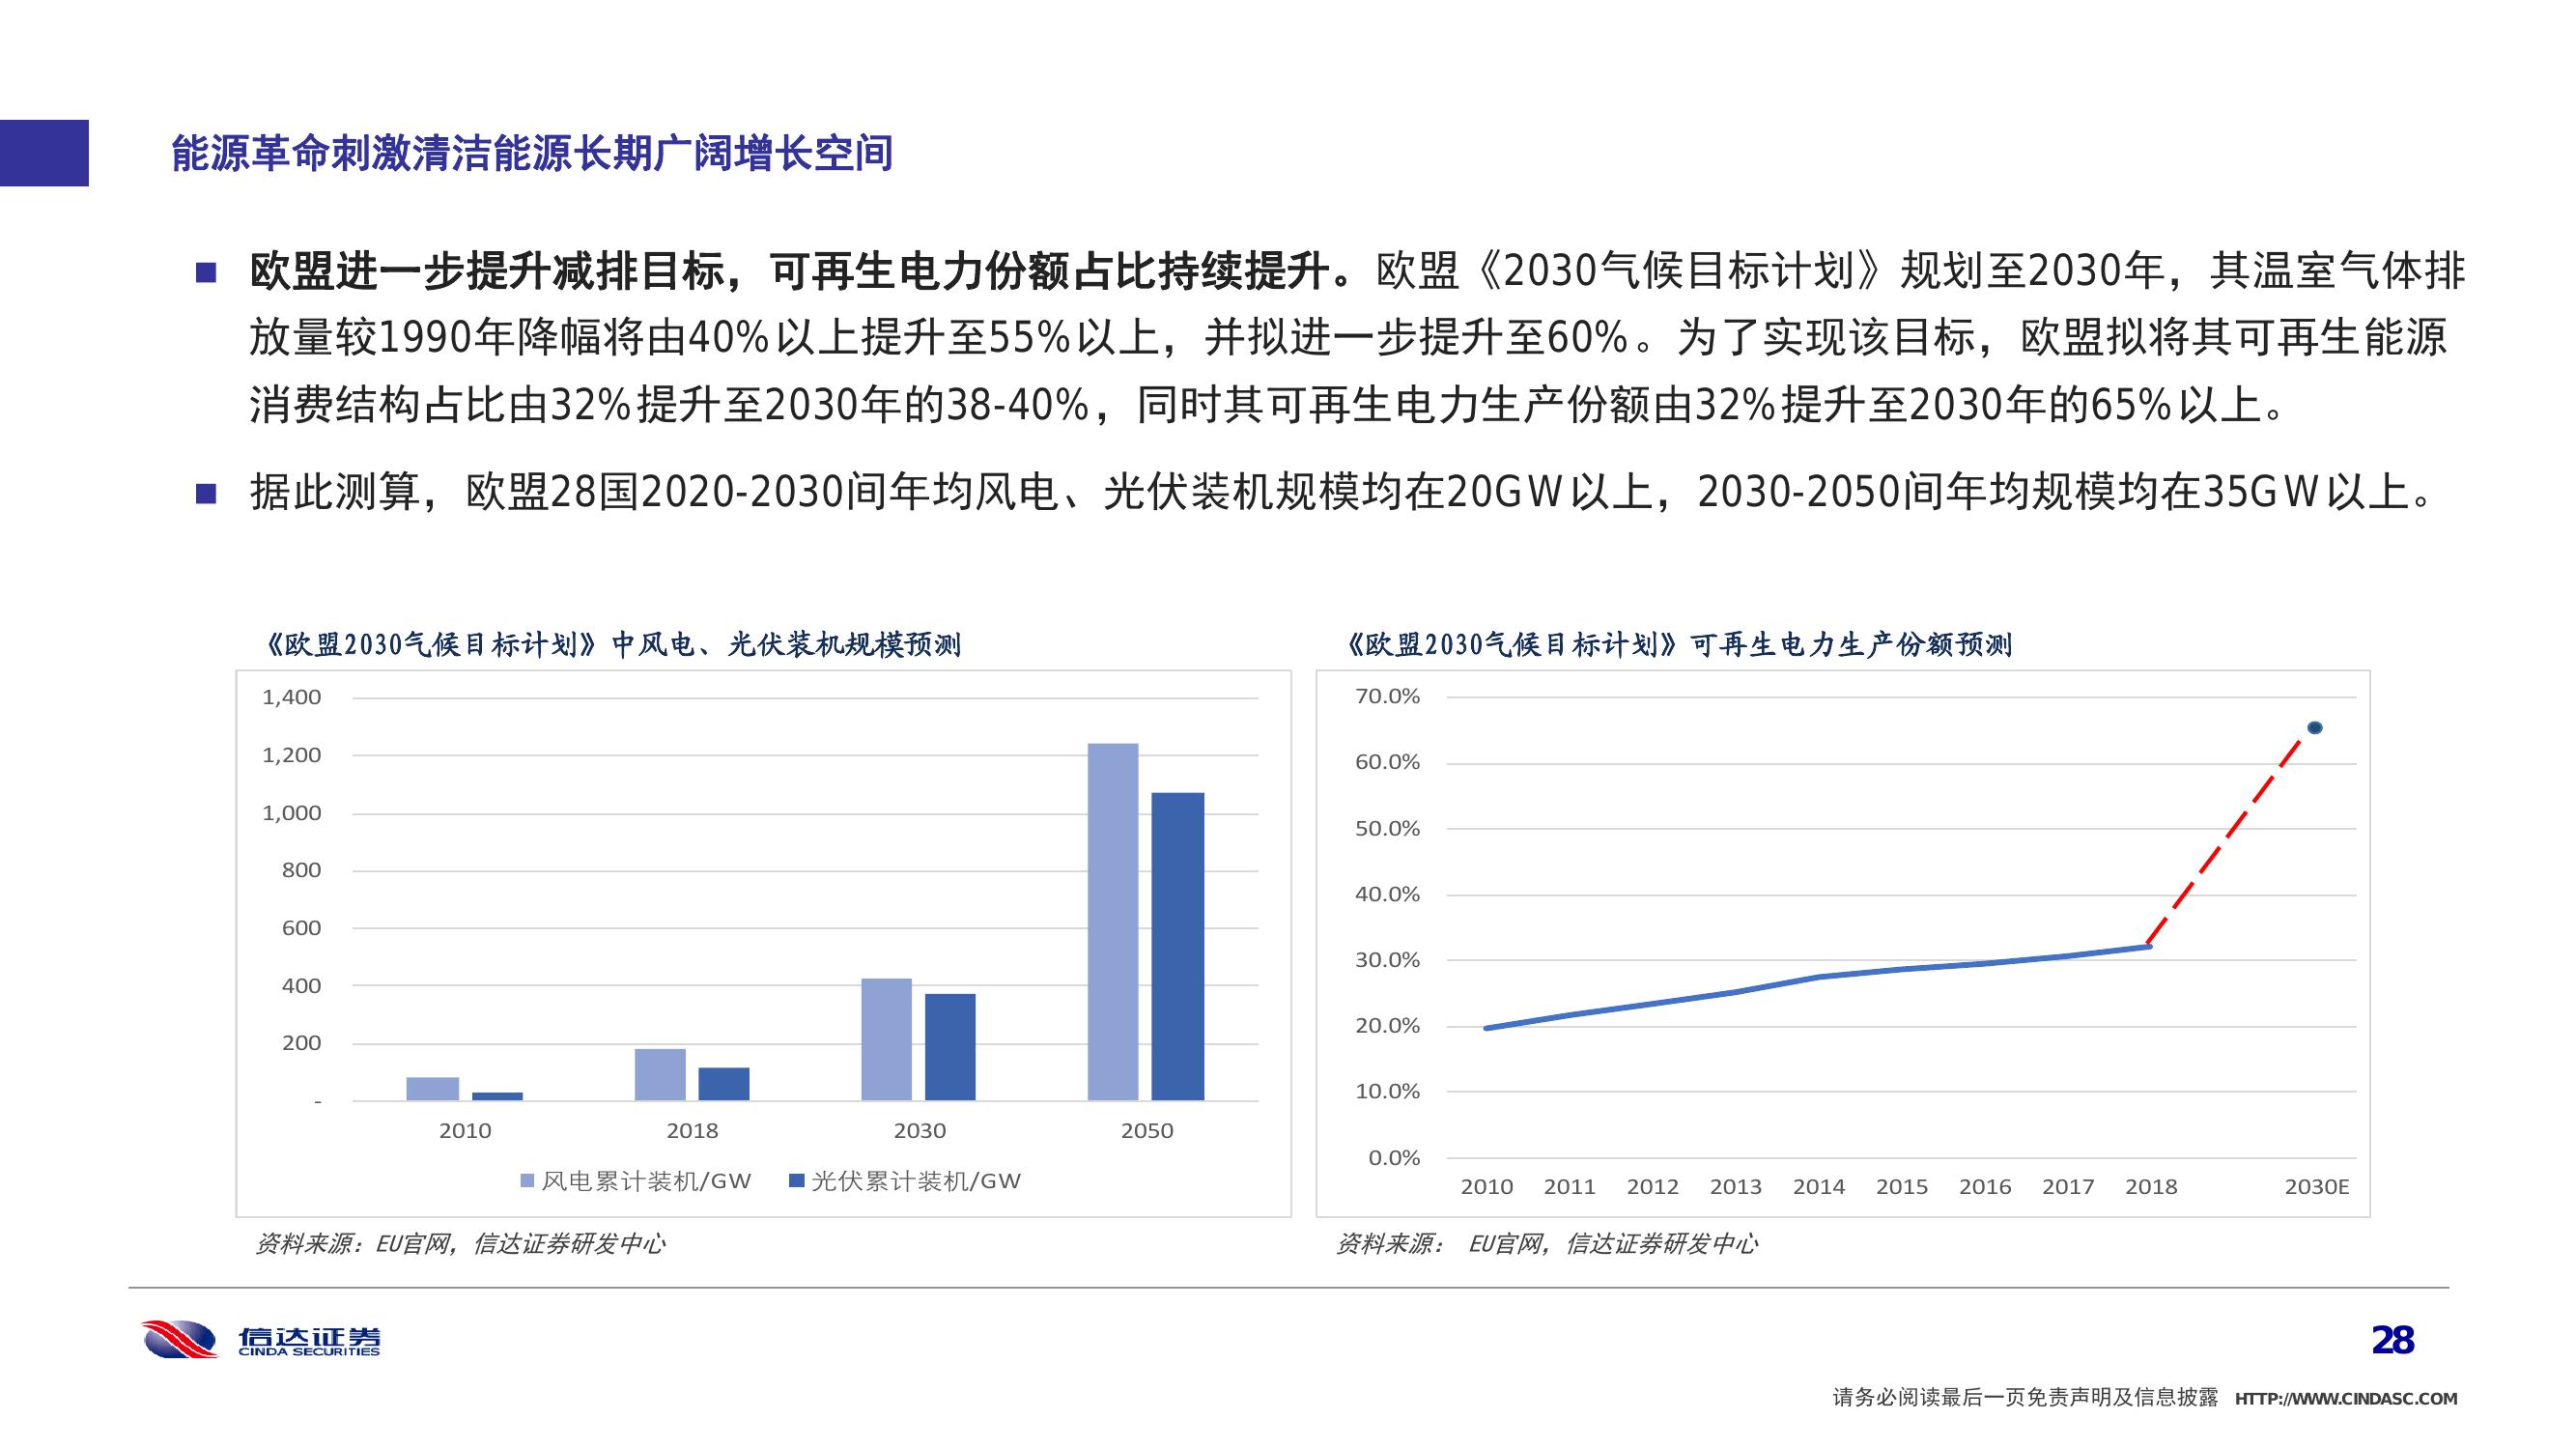 能源革命刺激清洁能源长期广阔增长空间
■ 欧盟进一步提升减排目标，可再生电力份额占比持续提升。欧盟《2030气候目标计划》规划至2030年，其温室气体排
放量较1990年降幅将由40%以上提升至55%以上，并拟进一步提升至60%。为了实现该目标，欧盟拟将其可再生能源
消费结构占比由32%提升至2030年的38-40%，同时其可再生电力生产份额由32%提升至2030年的65%以上。
■ 据此测算，欧盟28国2020-2030间年均风电、光伏装机规模均在20GW以上，2030-2050间年均规模均在35GW以上。
《欧盟2030气候目标计划》中风电、光伏装机规模预测
1,400
1,200
1,000
800
600
400
200
-
2010 2018 2030 2050
风电累计装机/GW 光伏累计装机/GW
资料来源：EU官网，信达证券研发中心
《欧盟2030气候目标计划》可再生电力生产份额预测
70.0%
60.0%
50.0%
40.0%
30.0%
20.0%
10.0%
0.0%
2010 2011 2012 2013 2014 2015 2016 2017 2018 2030E
资料来源： EU官网，信达证券研发中心
信达证券
CINDA SECURITIES
28
请务必阅读最后一页免责声明及信息披露 HTTP://WWW.CINDASC.COM